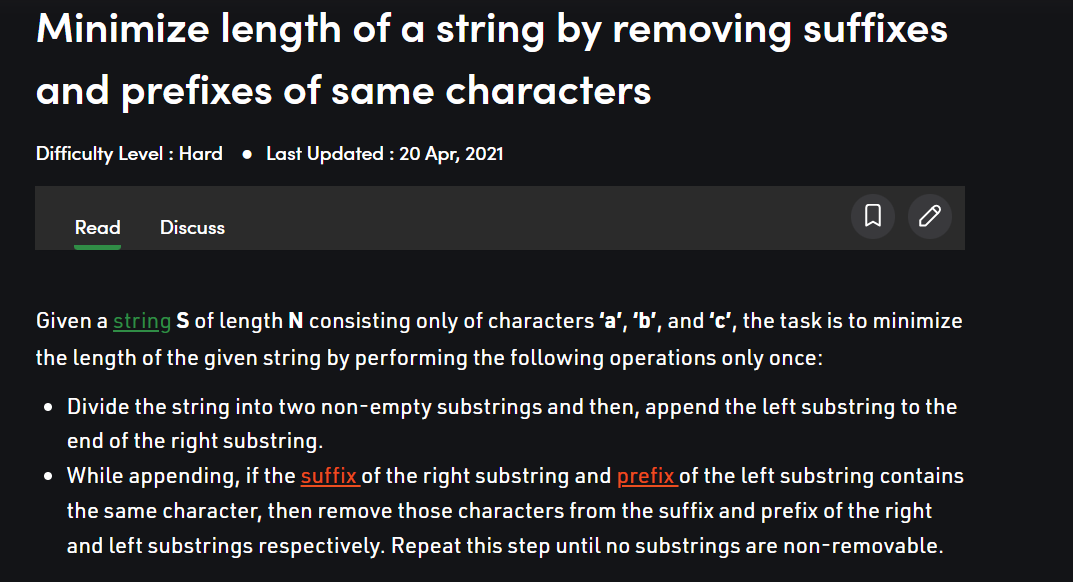 Minimize length of a string by removing suffixes
and prefixes of same characters
Difficulty Level : Hard ● Last Updated : 20 Apr, 2021
Read Discuss
Given a string S of length N consisting only of characters ‘a’, ‘b’, and ‘c’, the task is to minimize
the length of the given string by performing the following operations only once:
• Divide the string into two non-empty substrings and then, append the left substring to the
end of the right substring.
• While appending, if the suffix of the right substring and prefix of the left substring contains
the same character, then remove those characters from the suffix and prefix of the right
and left substrings respectively. Repeat this step until no substrings are non-removable.